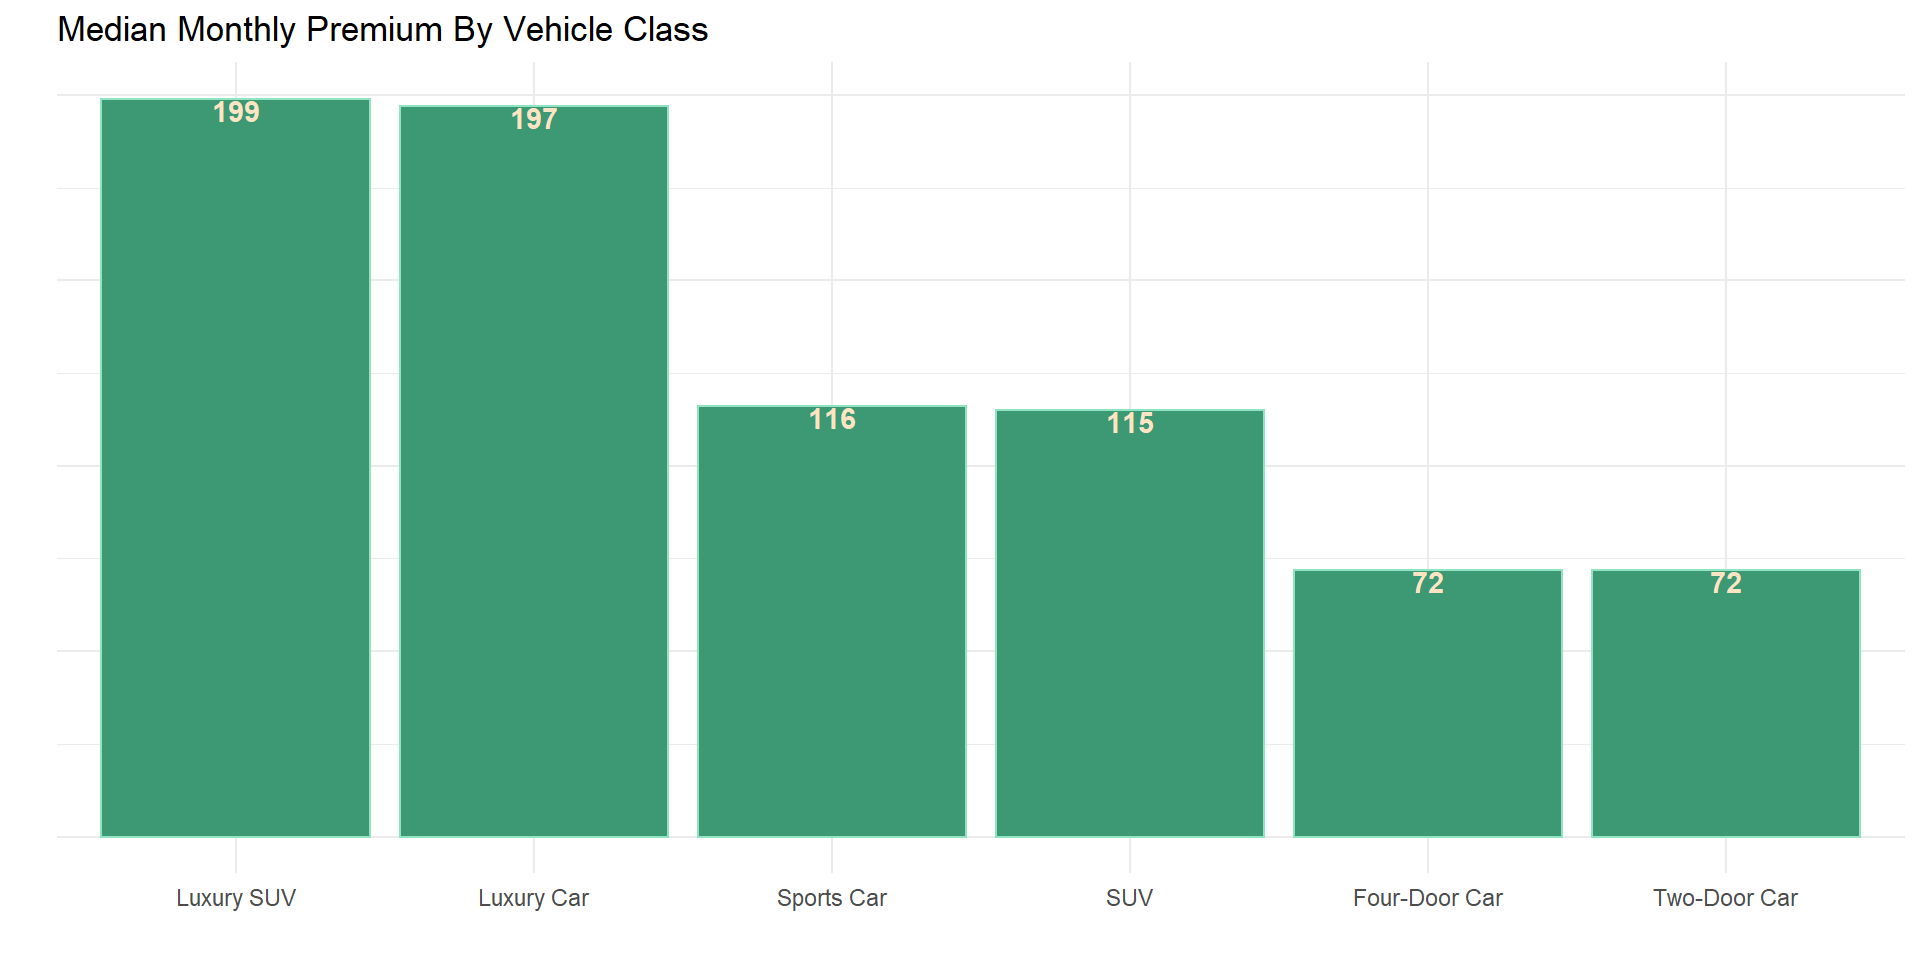 Median Monthly Premium By Vehicle Class
199
197
116
115
72
72
Luxury SUV
Luxury Car
Sports Car
SUV
Four-Door Car
Two-Door Car